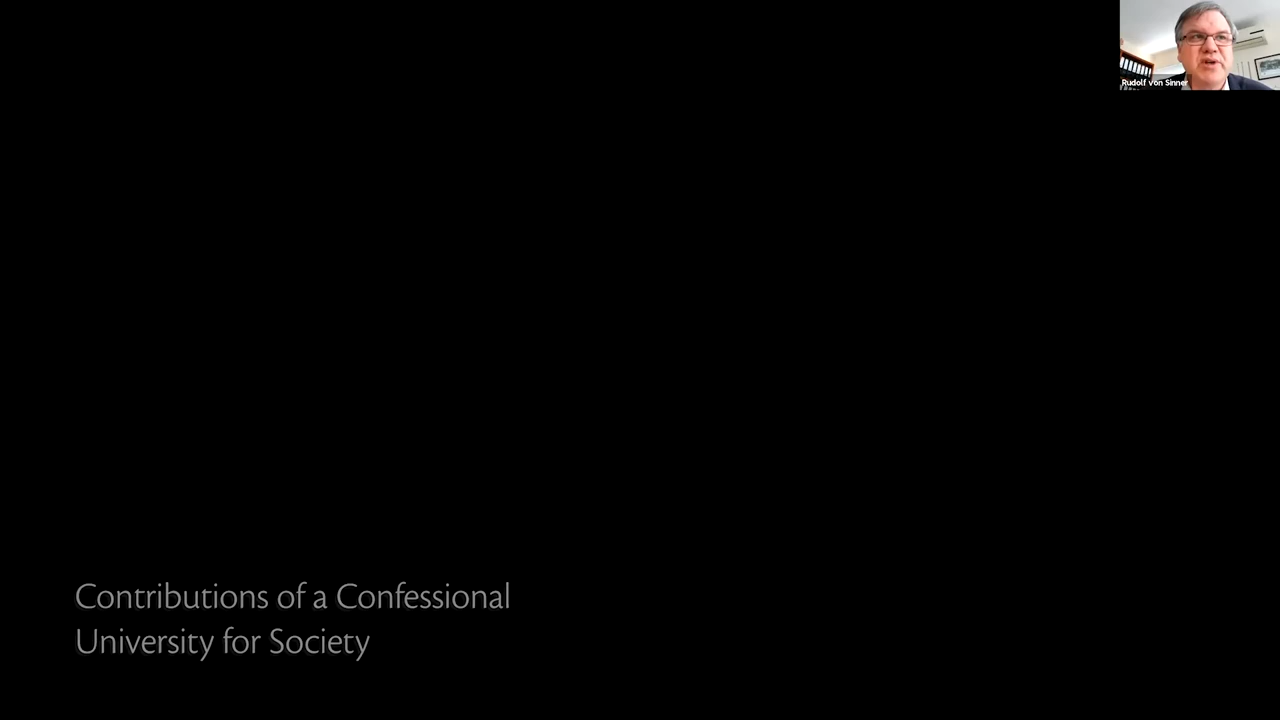 Rudolf von Sinner
Contributions of a Confessional
University for Society